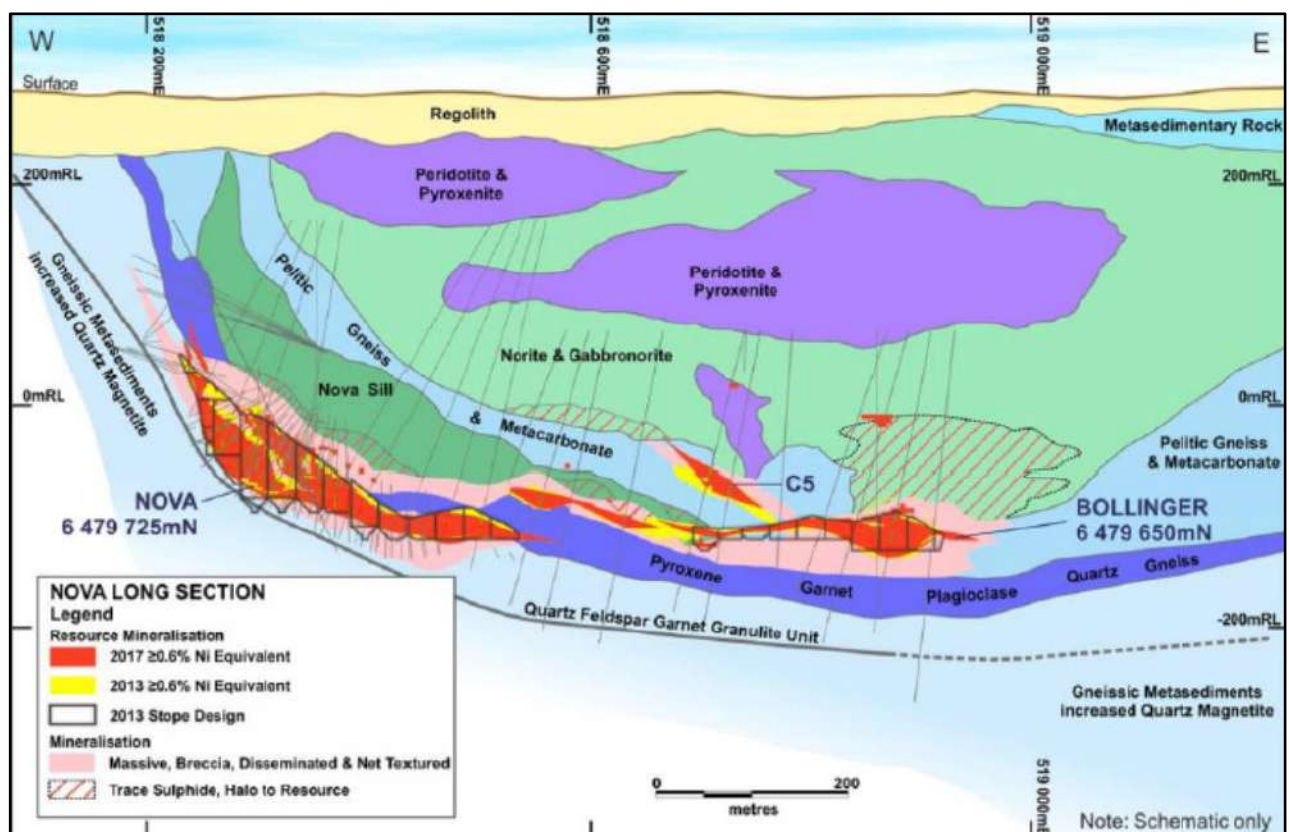 W
518 200mE
518 600mE
519 000mE
E
Surface
Regolith
Metasedimentary Rock
200mRL
200mRL
Peridotite &
Pyroxenite
Peridotite &
Pyroxenite
Gneissic Metasediments
increased Quartz Magnetite
Pelitic
Gneiss
& Metacarbonate
Norite & Gabbronorite
Nova Sill
0mRL
0mRL
Pelitic Gneiss
& Metacarbonate
C5
NOVA
6 479 725mN
BOLLINGER
6 479 650mN
Pyroxene Garnet Plagioclase Quartz Gneiss
Quartz Feldspar Garnet Granulite Unit
-200mRL
Gneissic Metasediments
increased Quartz Magnetite
NOVA LONG SECTION
Legend
Resource Mineralisation
2017 ≥0.6% Ni Equivalent
2013 ≥0.6% Ni Equivalent
2013 Stope Design
Mineralisation
Massive, Breccia, Disseminated & Net Textured
Trace Sulphide, Halo to Resource
0 200
metres
519 000mE
Note: Schematic only